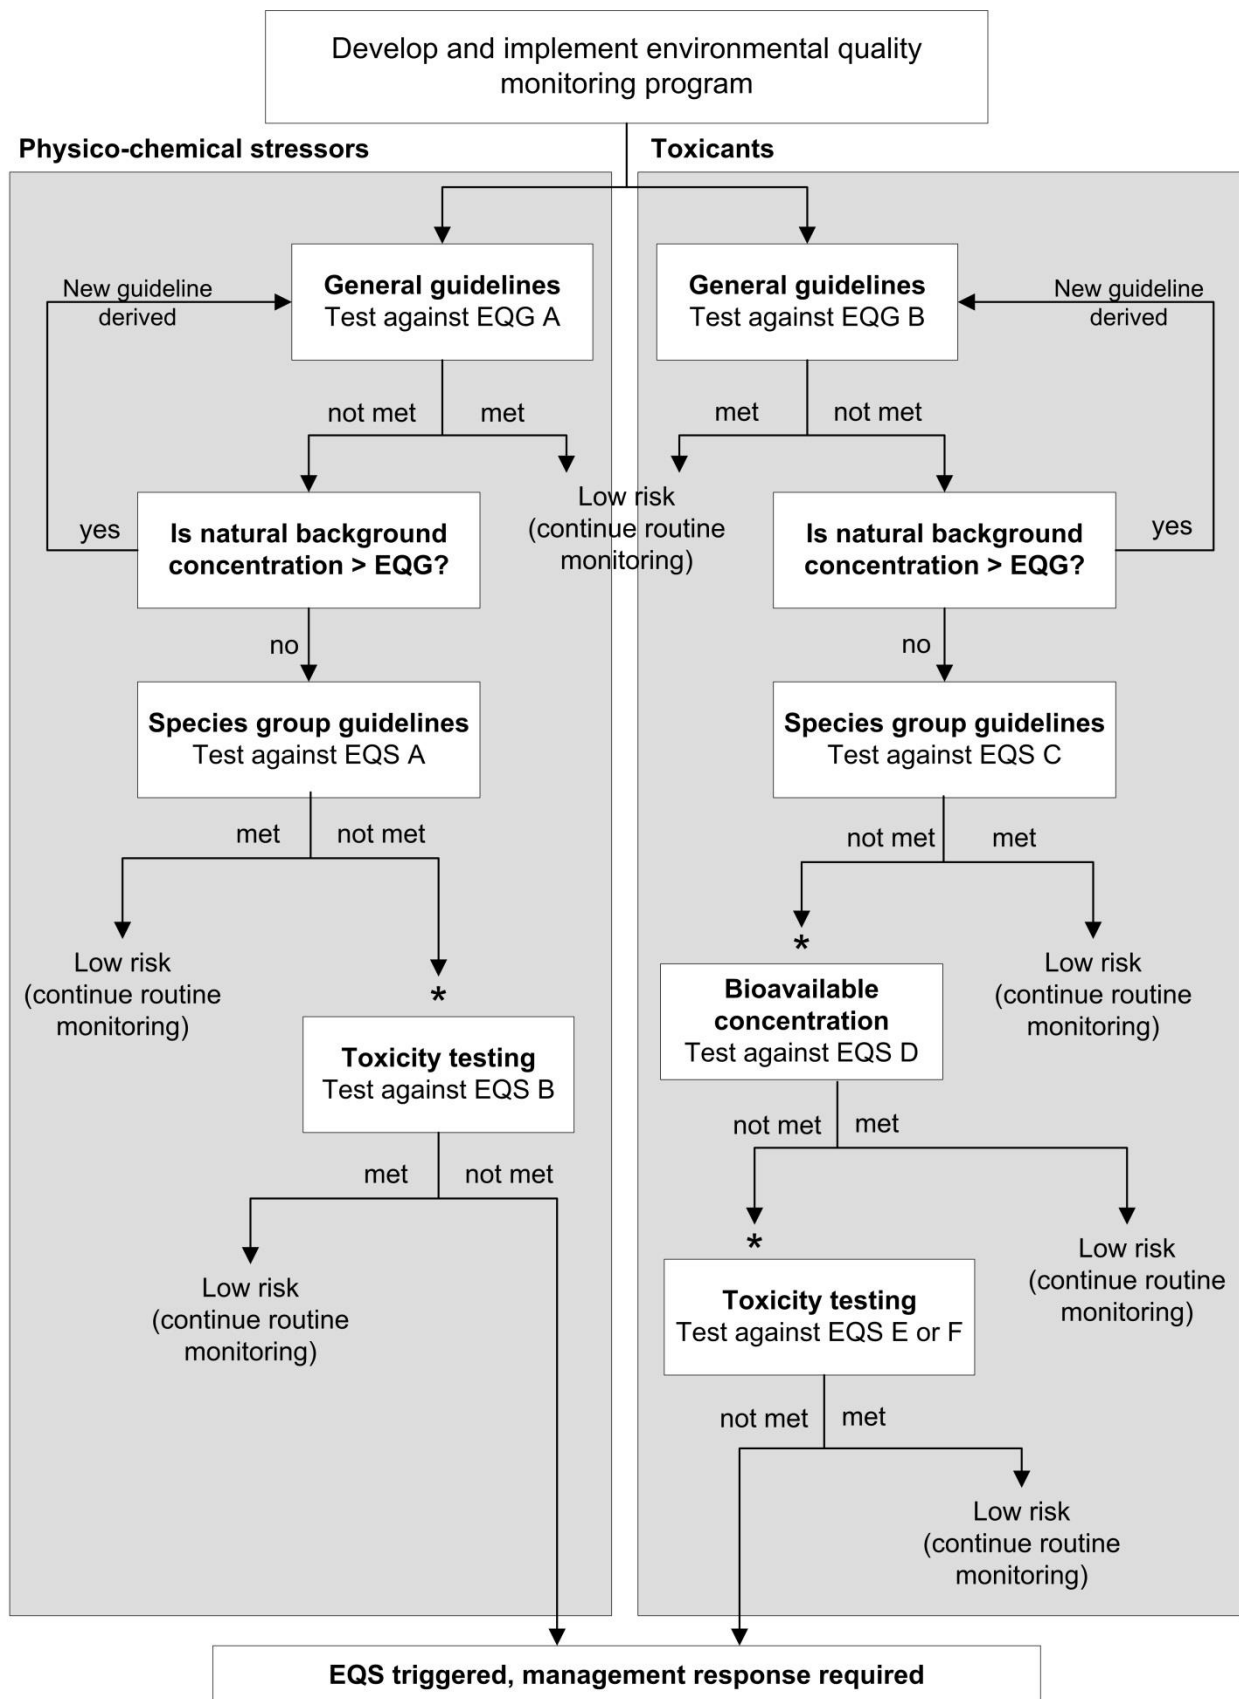 Develop and implement environmental quality
monitoring program
Physico-chemical stressors
General guidelines
Test against EQG A
New guideline
derived
not met
met
Low risk
(continue routine
monitoring)
Is natural background
concentration > EQG?
yes
no
Species group guidelines
Test against EQS A
met
not met
Low risk
(continue routine
monitoring)
*
Toxicity testing
Test against EQS B
met
not met
Low risk
(continue routine
monitoring)
Toxicants
General guidelines
Test against EQG B
New guideline
derived
met
not met
Is natural background
concentration > EQG?
yes
no
Species group guidelines
Test against EQS C
not met
met
Low risk
(continue routine
monitoring)
*
Bioavailable
concentration
Test against EQS D
not met
met
Low risk
(continue routine
monitoring)
*
Toxicity testing
Test against EQS E or F
not met
met
Low risk
(continue routine
monitoring)
EQS triggered, management response required